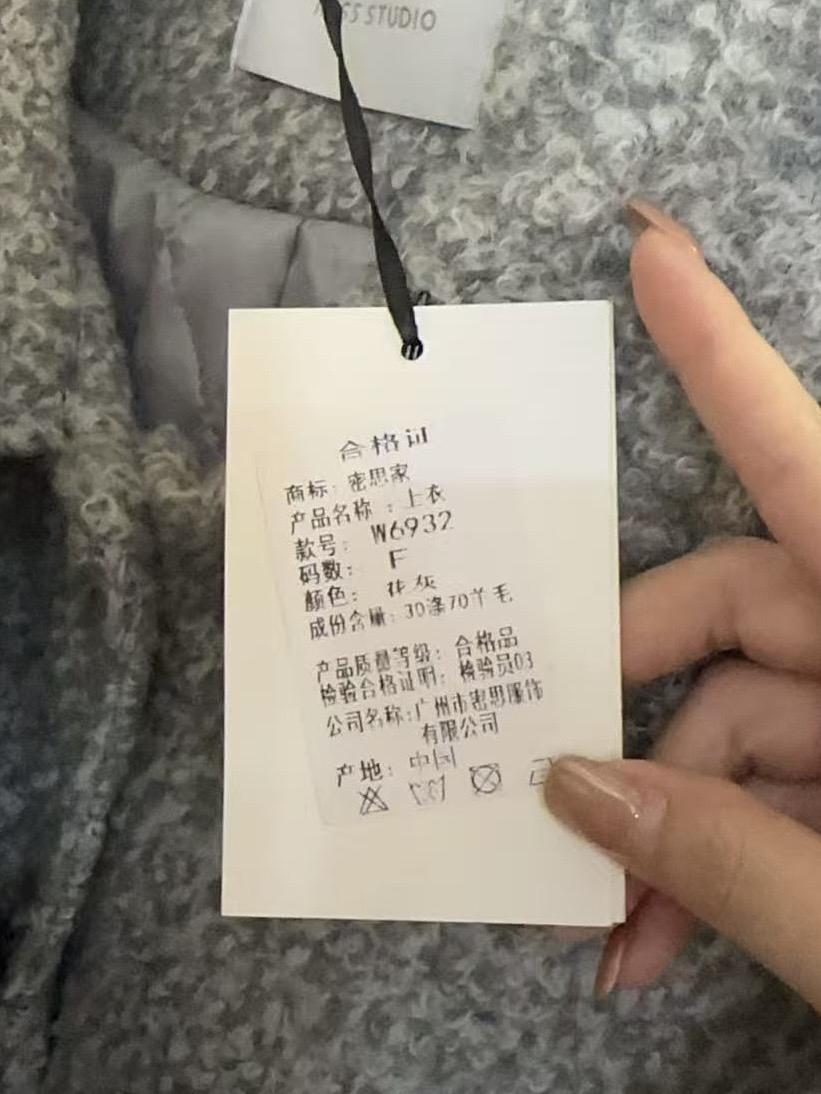 STUDIO
合格证
商标：密思家
产品名称：上衣
款号：W6932
码数：F
颜色：花灰
成份含量：30涤70羊毛
产品质量等级：合格品
检验合格证明：检验员03
公司名称：广州市密思服饰
有限公司
产地：中国